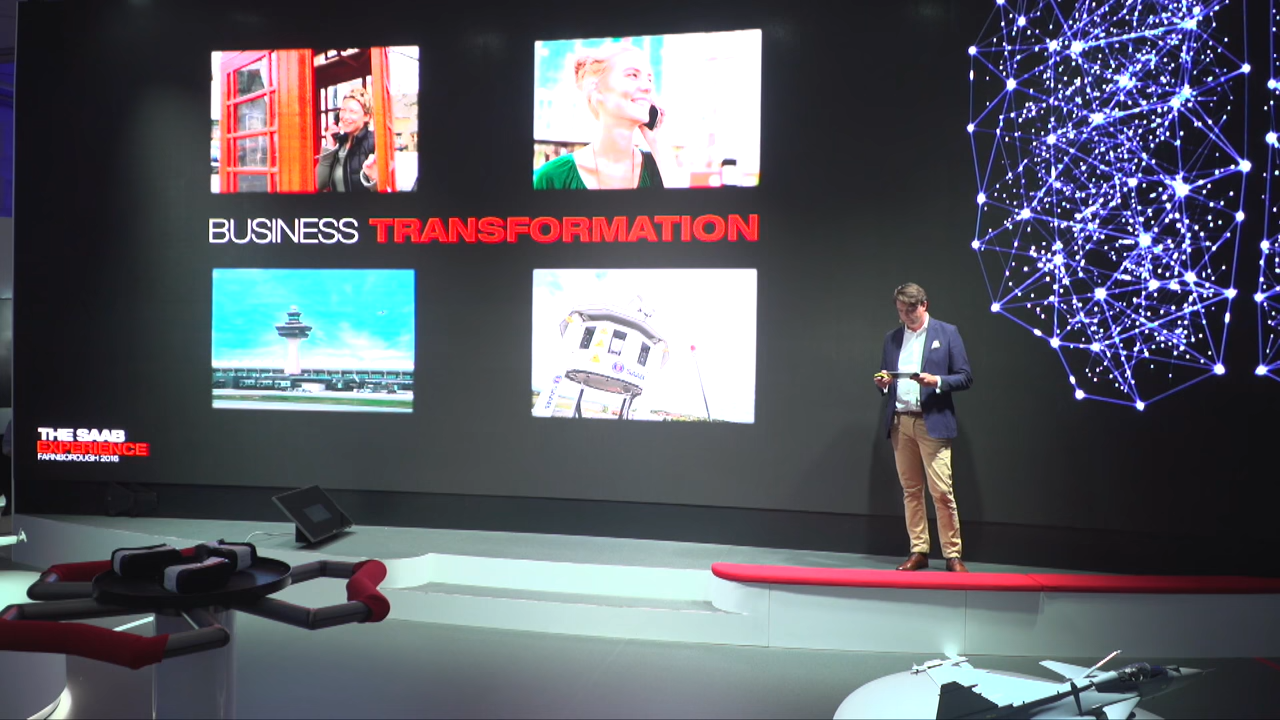 BUSINESS TRANSFORMATION
THE SAAB
EXPERIENCE
FARNBOROUGH 2016